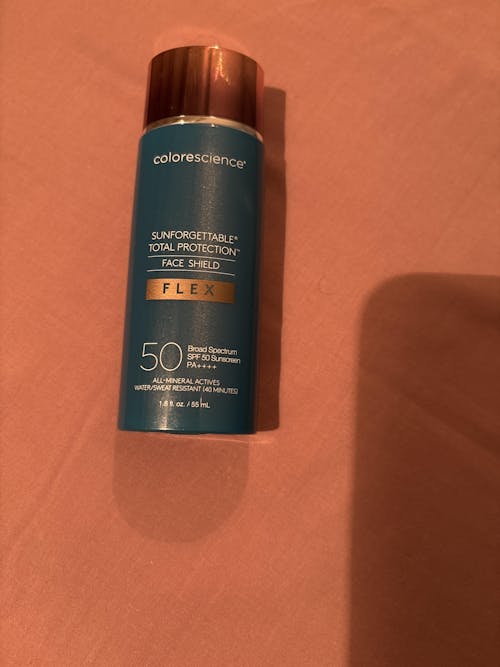 colorescience®
SUNFORGETTABLE®
TOTAL PROTECTION™
FACE SHIELD
FLEX
50
Broad Spectrum
SPF 50 Sunscreen
PA++++
ALL-MINERAL ACTIVES
WATER/SWEAT RESISTANT (40 MINUTES)
1.8 fl. oz. / 55 mL